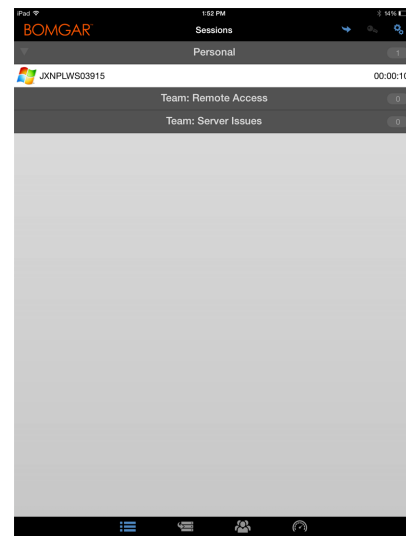 iPad 1:52 PM 14%
BOMGAR Sessions
Personal 1
JXNPLWS03915 00:00:10
Team: Remote Access 0
Team: Server Issues 0